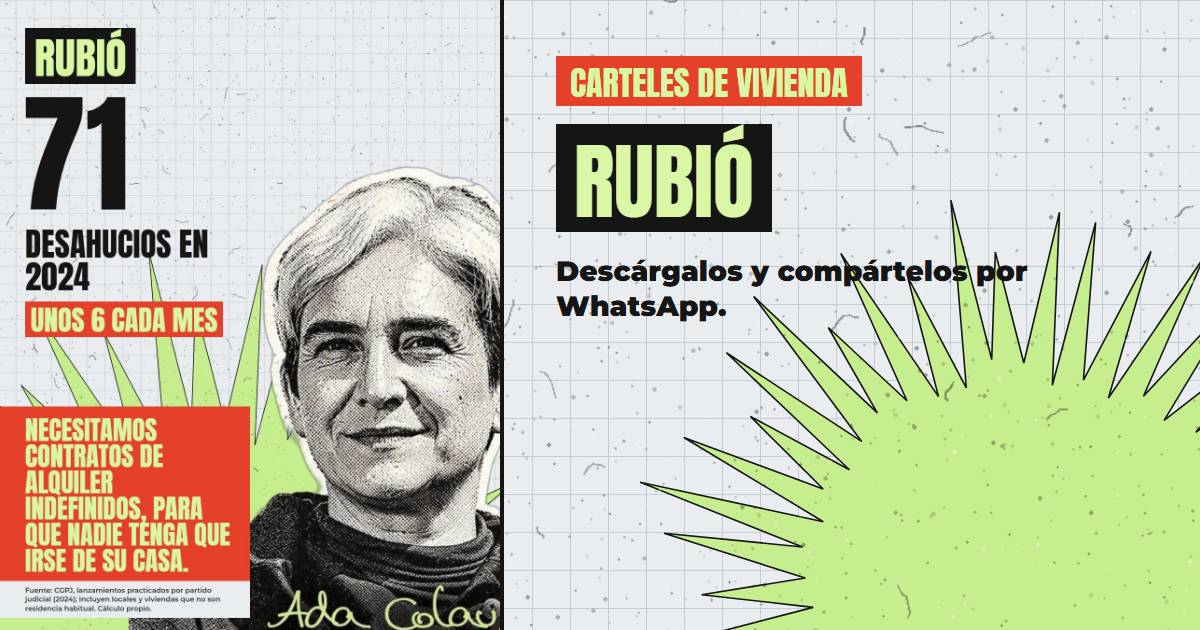 RUBIÓ
71
DESAHUCIOS EN
2024
UNOS 6 CADA MES
NECESITAMOS
CONTRATOS DE
ALQUILER
INDEFINIDOS, PARA
QUE NADIE TENGA QUE
IRSE DE SU CASA.
Fuente: CGPJ, lanzamientos practicados por partido
judicial (2024); incluyen locales y viviendas que no son
residencia habitual. Cálculo propio.
Ada Colau
CARTELES DE VIVIENDA
RUBIÓ
Descárgalos y compártelos por
WhatsApp.